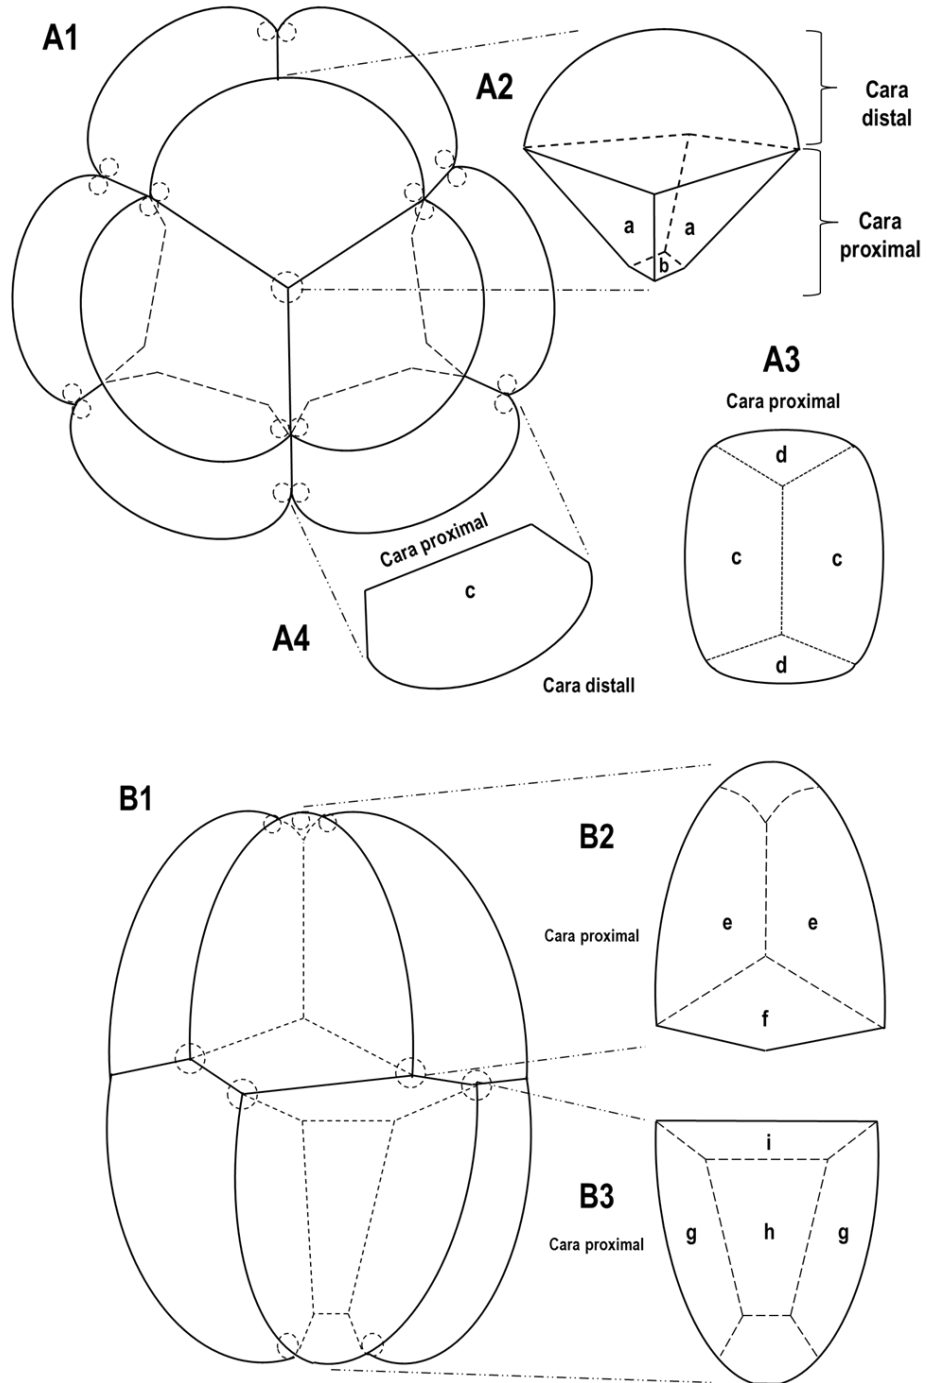 A1
A2
Cara
distal
a
a
b
Cara
proximal
A3
Cara proximal
d
c
c
d
Cara proximal
c
A4
Cara distall
B1
B2
Cara proximal
e
e
f
B3
Cara proximal
i
g
h
g